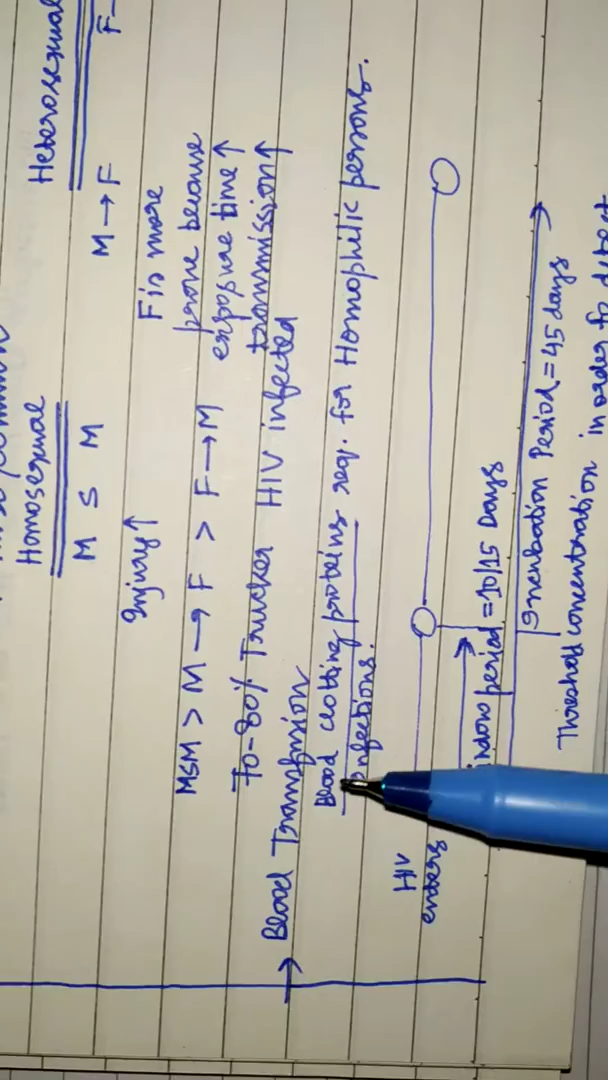 Homosexual
Heterosexual
M S M
M → F
F
Injury↑
F is more
prone because
exposure time↑
transmission↑
MSM > M → F > F → M
70-80% Trucker HIV infected
→ Blood Transfusion
Blood clotting proteins req. for Homophilic persons.
infections.
HIV
enters
period = 10/15 Days
Incubation Period = 45 days
Threshold concentration in order to detect